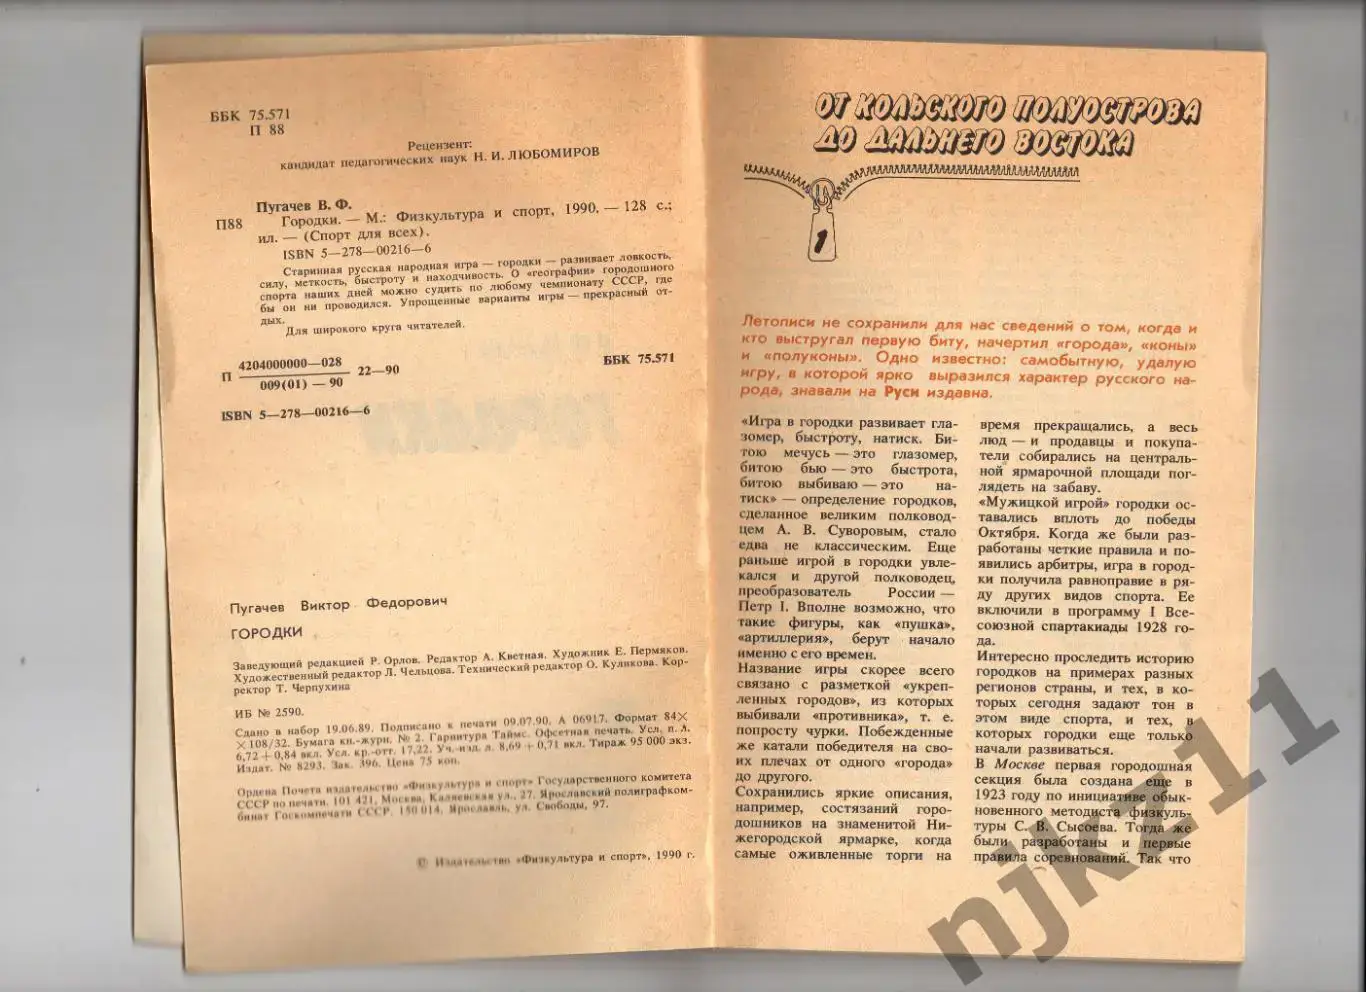 ББК 75.571
П 88
Рецензент:
кандидат педагогических наук Н. И. ЛЮБОМИРОВ
Пугачев В. Ф.
П88 Городки. — М.: Физкультура и спорт, 1990. — 128 с.;
ил. — (Спорт для всех).
ISBN 5—278—00216—6
Старинная русская народная игра — городки — развивает ловкость,
силу, меткость, быстроту и находчивость. О «географии» городошного
спорта наших дней можно судить по любому чемпионату СССР, где
бы он ни проводился. Упрощенные варианты игры — прекрасный от-
дых.
Для широкого круга читателей.
П 4204000000—028 22—90 ББК 75.571
009(01) — 90
ISBN 5—278—00216—6
Пугачев Виктор Федорович
ГОРОДКИ
Заведующий редакцией Р. Орлов. Редактор А. Кветная. Художник Е. Пермяков.
Художественный редактор Л. Чельцова. Технический редактор О. Куликова. Кор-
ректор Т. Черпухина
ИБ № 2590.
Сдано в набор 19.06.89. Подписано к печати 09.07.90. А 06917. Формат 84×
×108/32. Бумага кн.-журн. № 2. Гарнитура Таймс. Офсетная печать. Усл. п. л.
6,72+0,84 вкл. Усл. кр.-отт. 17,22. Уч.-изд. л. 8,69+0,71 вкл. Тираж 95 000 экз.
Издат. № 8293. Зак. 396. Цена 75 коп.
Ордена Почета издательство «Физкультура и спорт» Государственного комитета
СССР по печати. 101 421, Москва, Каляевская ул., 27. Ярославский полиграфком-
бинат Госкомпечати СССР. 150 014, Ярославль, ул. Свободы, 97.
© Издательство «Физкультура и спорт», 1990 г.
ОТ КОЛЬСКОГО ПОЛУОСТРОВА
ДО ДАЛЬНЕГО ВОСТОКА
1
Летописи не сохранили для нас сведений о том, когда и
кто выстругал первую биту, начертил «города», «коны»
и «полуконы». Одно известно: самобытную, удалую
игру, в которой ярко выразился характер русского на-
рода, знавали на Руси издавна.
«Игра в городки развивает гла-
зомер, быстроту, натиск. Би-
тою мечусь — это глазомер,
битою бью — это быстрота,
битою выбиваю — это на-
тиск» — определение городков,
сделанное великим полковод-
цем А. В. Суворовым, стало
едва не классическим. Еще
раньше игрой в городки увле-
кался и другой полководец,
преобразователь России —
Петр I. Вполне возможно, что
такие фигуры, как «пушка»,
«артиллерия», берут начало
именно с его времен.
Название игры скорее всего
связано с разметкой «укреп-
ленных городов», из которых
выбивали «противника», т. е.
попросту чурки. Побежденные
же катали победителя на сво-
их плечах от одного «города»
до другого.
Сохранились яркие описания,
например, состязаний горо-
дошников на знаменитой Ни-
жегородской ярмарке, когда
самые оживленные торги на
время прекращались, а весь
люд — и продавцы и покупа-
тели собирались на централь-
ной ярмарочной площади пог-
лядеть на забаву.
«Мужицкой игрой» городки ос-
тавались вплоть до победы
Октября. Когда же были раз-
работаны четкие правила и по-
явились арбитры, игра в город-
ки получила равноправие в ря-
ду других видов спорта. Ее
включили в программу I Все-
союзной спартакиады 1928 го-
да.
Интересно проследить историю
городков на примерах разных
регионов страны, и тех, в ко-
торых сегодня задают тон в
этом виде спорта, и тех, в
которых городки еще только
начали развиваться.
В Москве первая городошная
секция была создана еще в
1923 году по инициативе обык-
новенного методиста физкуль-
туры С. В. Сысоева. Тогда же
были разработаны и первые
правила соревнований. Так что
njkz11